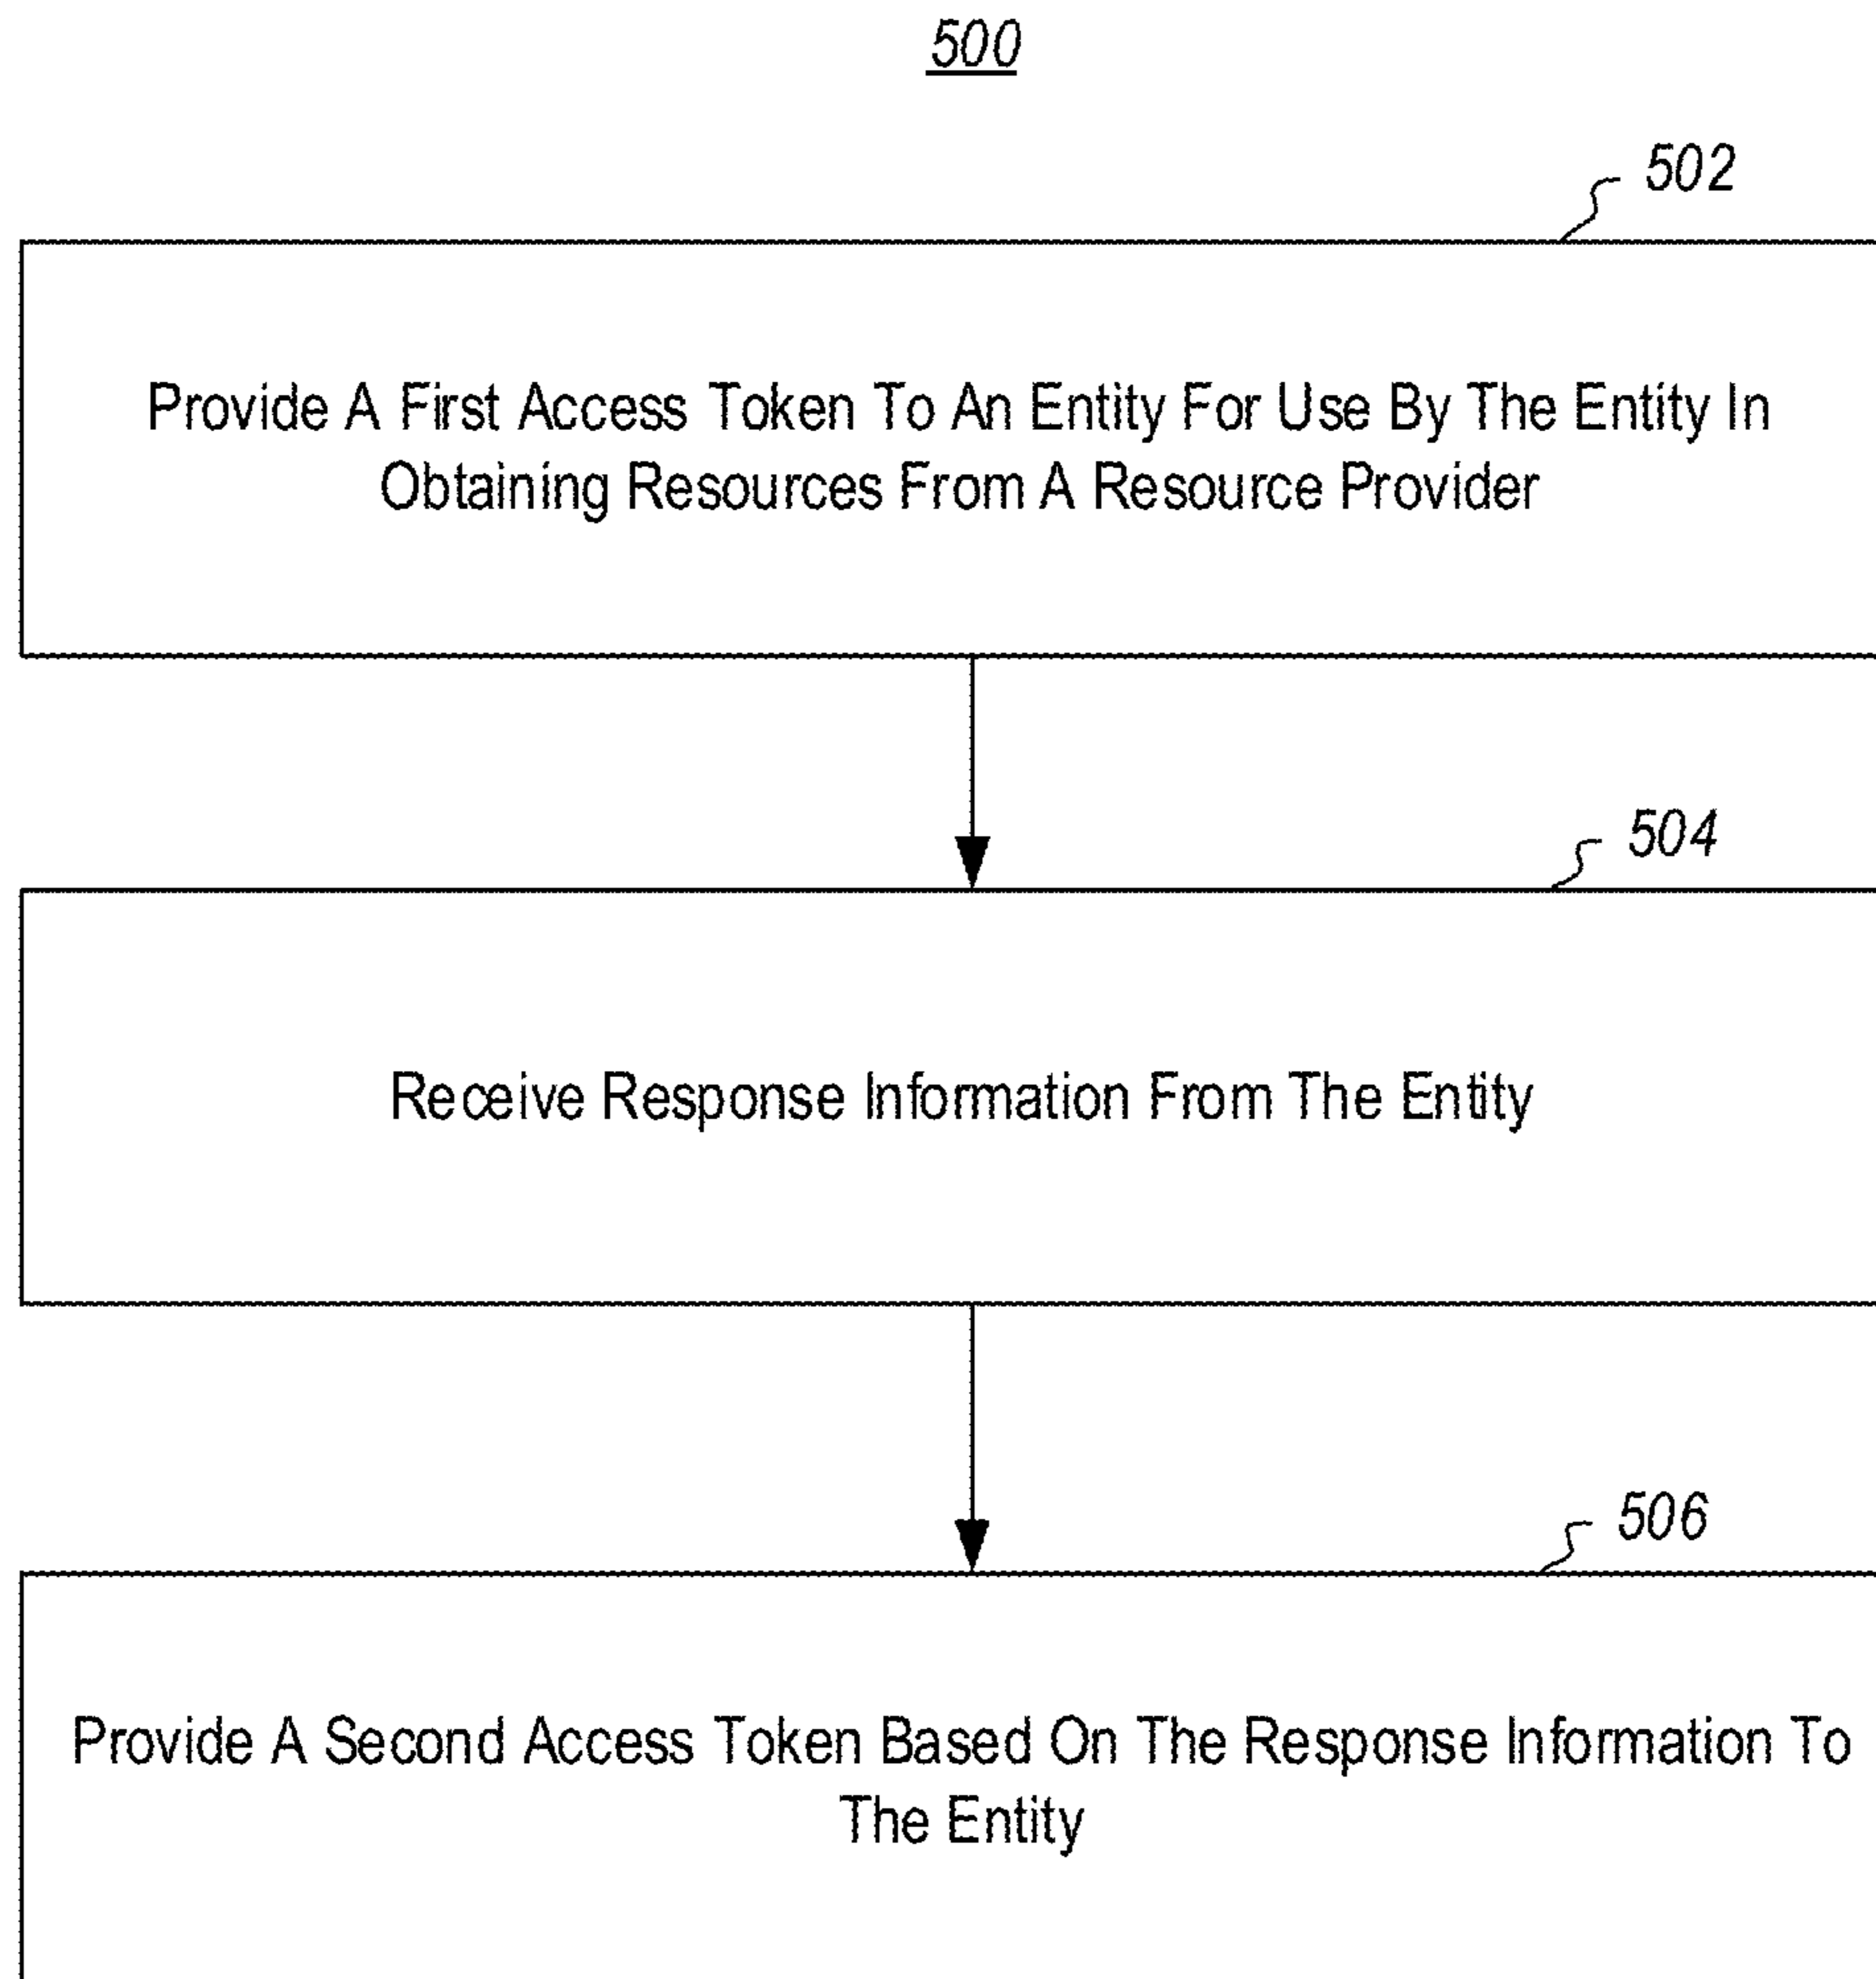 500
502
Provide A First Access Token To An Entity For Use By The Entity In
Obtaining Resources From A Resource Provider
504
Receive Response Information From The Entity
506
Provide A Second Access Token Based On The Response Information To
The Entity